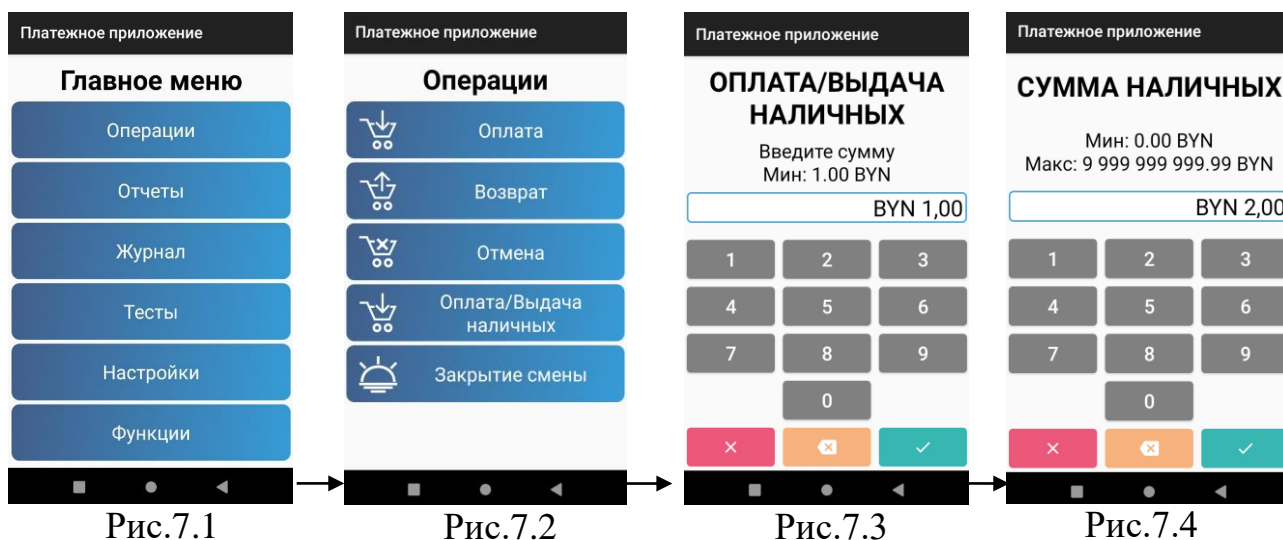 Платежное приложение
Главное меню
Операции
Отчеты
Журнал
Тесты
Настройки
Функции
Рис.7.1
Платежное приложение
Операции
Оплата
Возврат
Отмена
Оплата/Выдача
наличных
Закрытие смены
Рис.7.2
Платежное приложение
ОПЛАТА/ВЫДАЧА
НАЛИЧНЫХ
Введите сумму
Мин: 1.00 BYN
BYN 1,00
1 2 3
4 5 6
7 8 9
0
Рис.7.3
Платежное приложение
СУММА НАЛИЧНЫХ
Мин: 0.00 BYN
Макс: 9 999 999 999.99 BYN
BYN 2,00
1 2 3
4 5 6
7 8 9
0
Рис.7.4